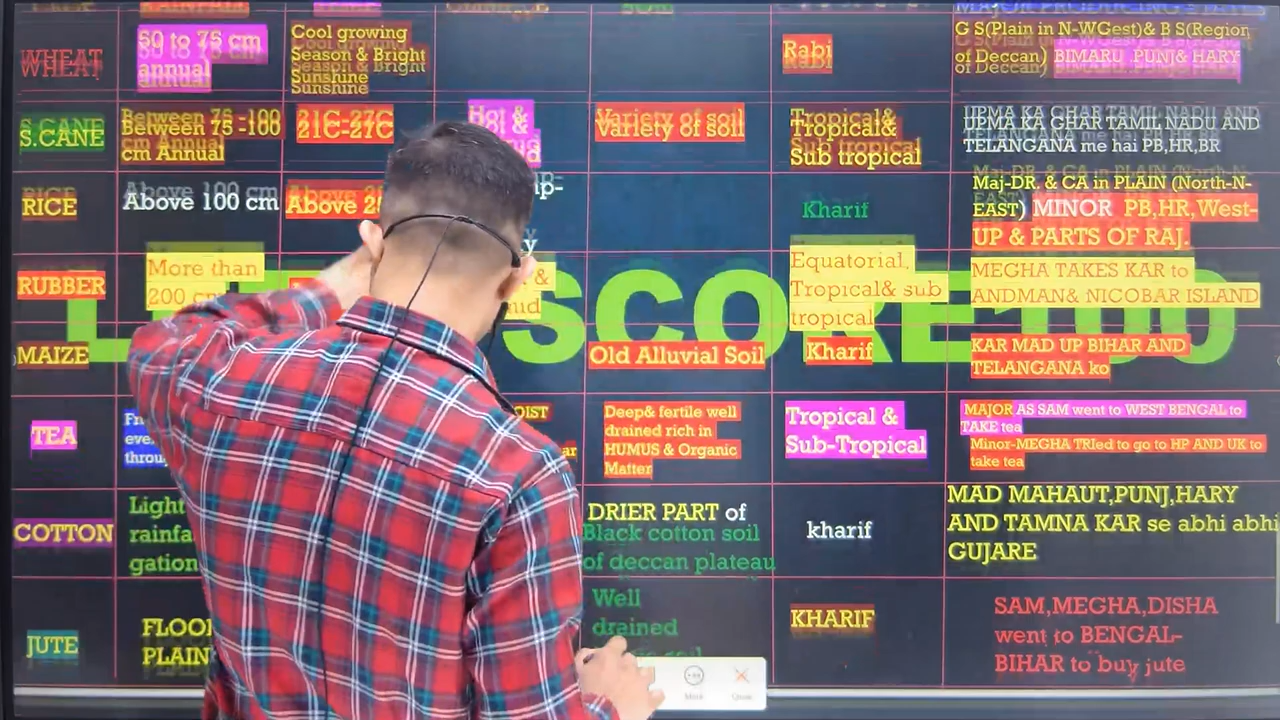 MAJOR PRODUCING STATES
WHEAT
50 to 75 cm
annual
Cool growing
Season & Bright
Sunshine
Rabi
G S(Plain in N-WGest)& B S(Region
of Deccan) BIMARU .PUNJ& HARY
S.CANE
Between 75 -100
cm Annual
21C-27C
Hot &
Variety of soil
Tropical&
Sub tropical
UPMA KA GHAR TAMIL NADU AND
TELANGANA me hai PB,HR,BR
RICE
Above 100 cm
Above
Kharif
Maj-DR. & CA in PLAIN (North-N-
EAST) MINOR PB,HR,West-
UP & PARTS OF RAJ.
RUBBER
More than
200
&
Equatorial,
Tropical& sub
tropical
MEGHA TAKES KAR to
ANDMAN& NICOBAR ISLAND
SCORE100
MAIZE
Old Alluvial Soil
Kharif
KAR MAD UP BIHAR AND
TELANGANA ko
TEA
Deep& fertile well
drained rich in
HUMUS & Organic
Matter
Tropical &
Sub-Tropical
MAJOR AS SAM went to WEST BENGAL to
TAKE tea
Minor-MEGHA TRIed to go to HP AND UK to
take tea
COTTON
Light
DRIER PART of
Black cotton soil
of deccan plateau
kharif
MAD MAHAUT,PUNJ,HARY
AND TAMNA KAR se abhi abhi
GUJARE
JUTE
PLAIN
Well
drained
KHARIF
SAM,MEGHA,DISHA
went to BENGAL-
BIHAR to buy jute